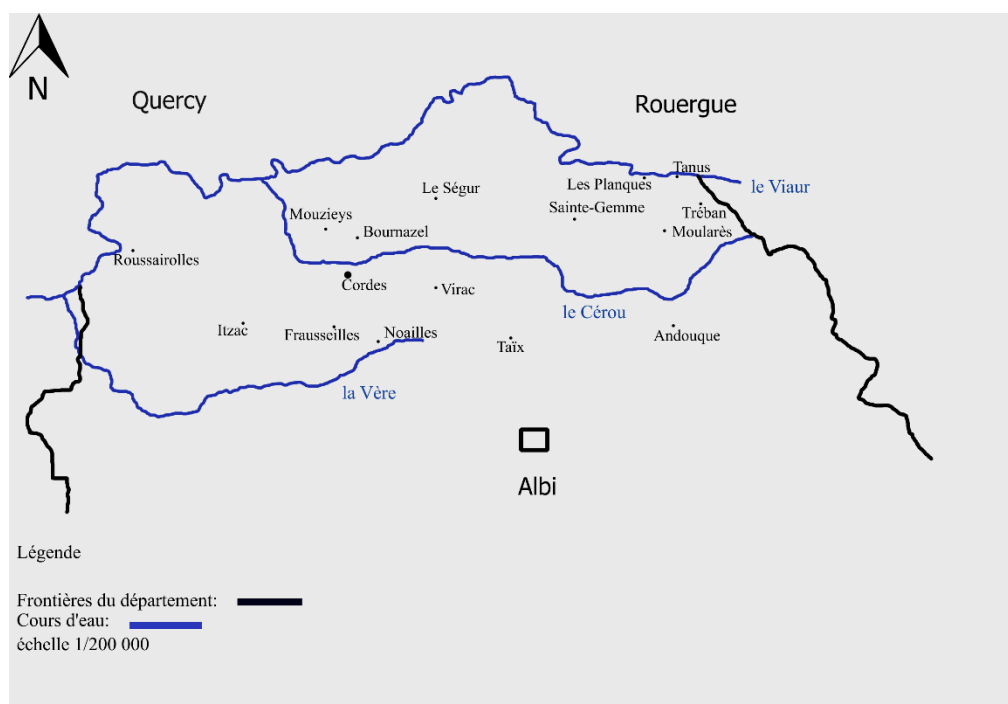 N
Quercy
Rouergue
Tanus
Les Planques
le Viaur
Le Ségur
Sainte-Gemme
Mouzieys
Tréban
Bournazel
Moularès
Roussairolles
Cordes
Virac
le Cérou
Itzac
Frausseilles
Noailles
Taïx
Andouque
la Vère
Albi
Légende
Frontières du département:
Cours d'eau:
échelle 1/200 000